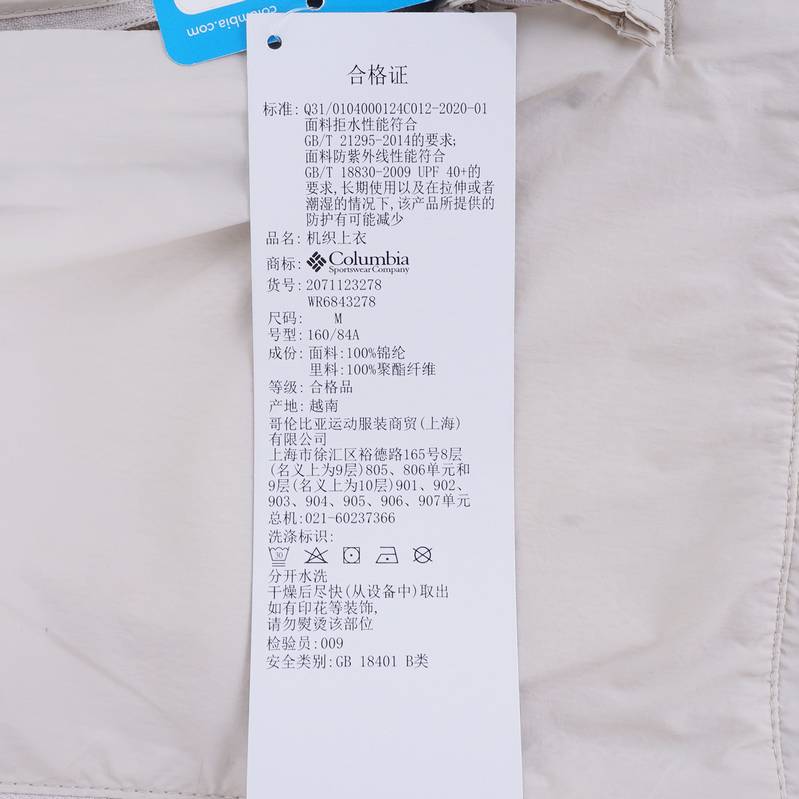 columbia.com
合格证
标准: Q31/0104000124C012-2020-01
面料拒水性能符合
GB/T 21295-2014的要求;
面料防紫外线性能符合
GB/T 18830-2009 UPF 40+的
要求,长期使用以及在拉伸或者
潮湿的情况下,该产品所提供的
防护有可能减少
品名: 机织上衣
商标: Columbia
Sportswear Company
货号: 2071123278
WR6843278
尺码: M
号型: 160/84A
成份: 面料:100%锦纶
里料:100%聚酯纤维
等级: 合格品
产地: 越南
哥伦比亚运动服装商贸(上海)
有限公司
上海市徐汇区裕德路165号8层
(名义上为9层)805、806单元和
9层(名义上为10层)901、902、
903、904、905、906、907单元
总机:021-60237366
洗涤标识:
30
分开水洗
干燥后尽快(从设备中)取出
如有印花等装饰,
请勿熨烫该部位
检验员:009
安全类别:GB 18401 B类